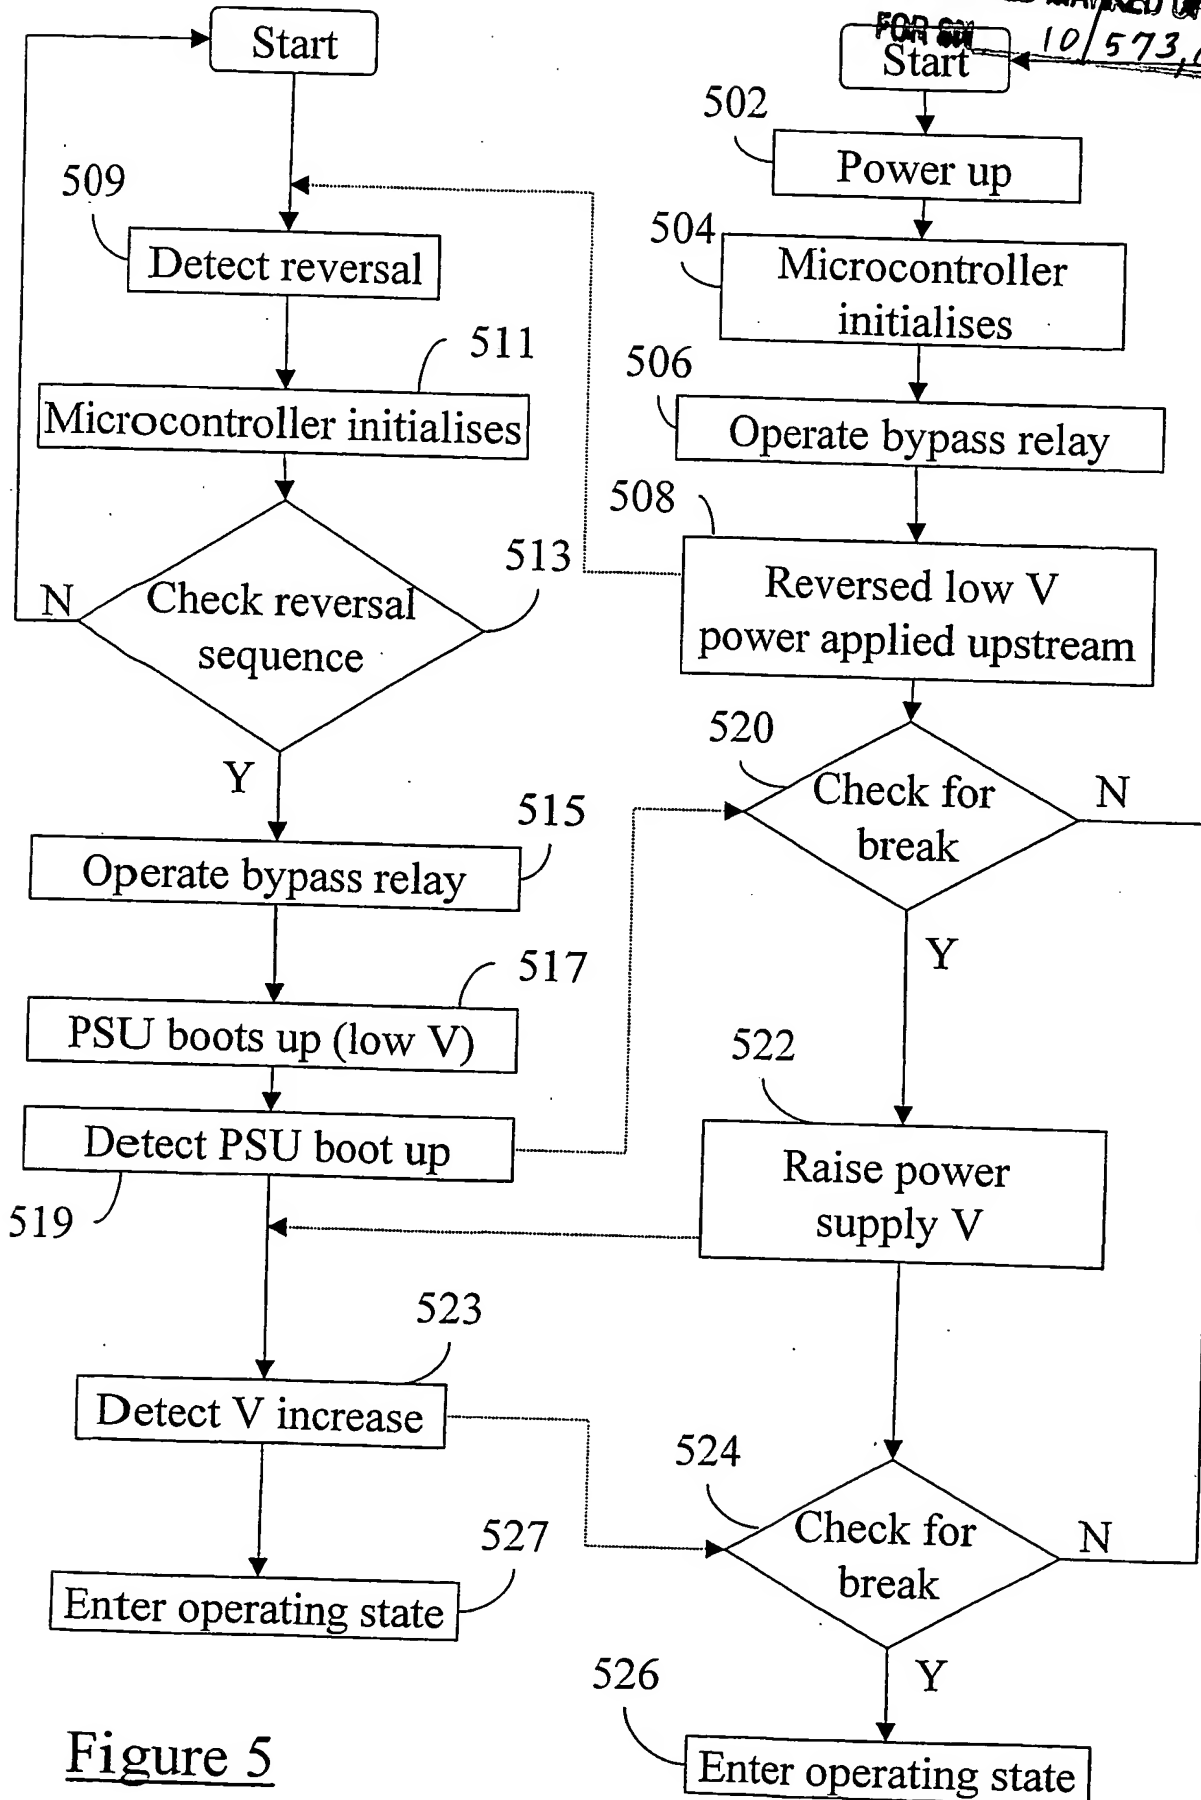 Start
509
Detect reversal
511
Microcontroller initialises
513
Check reversal
sequence
N
Y
515
Operate bypass relay
517
PSU boots up (low V)
Detect PSU boot up
519
523
Detect V increase
527
Enter operating state
Figure 5
FOR
10/573,
Start
502
Power up
504
Microcontroller
initialises
506
Operate bypass relay
508
Reversed low V
power applied upstream
520
Check for
break
N
Y
522
Raise power
supply V
524
Check for
break
N
Y
526
Enter operating state